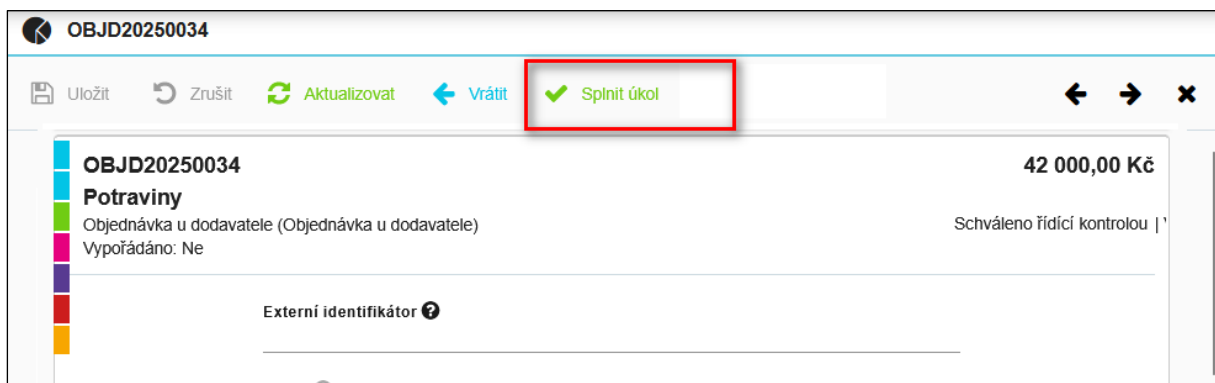 OBJD20250034
Uložit Zrušit Aktualizovat Vrátit Splnit úkol
OBJD20250034 42 000,00 Kč
Potraviny
Objednávka u dodavatele (Objednávka u dodavatele) Schváleno řídící kontrolou |
Vypořádáno: Ne
Externí identifikátor